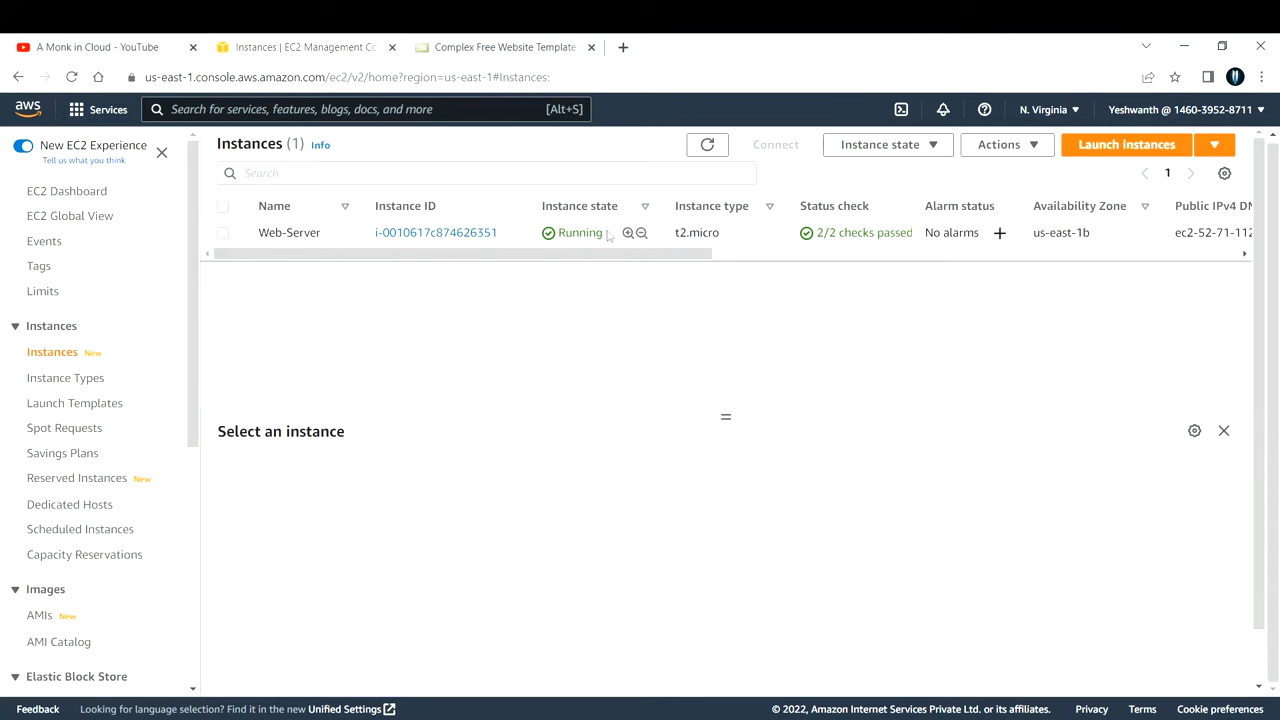 A Monk in Cloud - YouTube
Instances | EC2 Management Co
Complex Free Website Template
us-east-1.console.aws.amazon.com/ec2/v2/home?region=us-east-1#Instances:
aws Services Search for services, features, blogs, docs, and more [Alt+S] N. Virginia Yeshwanth @ 1460-3952-8711
New EC2 Experience
Tell us what you think
EC2 Dashboard
EC2 Global View
Events
Tags
Limits
Instances
Instances New
Instance Types
Launch Templates
Spot Requests
Savings Plans
Reserved Instances New
Dedicated Hosts
Scheduled Instances
Capacity Reservations
Images
AMIs New
AMI Catalog
Elastic Block Store
Instances (1) Info
Connect Instance state Actions Launch instances
Search
1
Name Instance ID Instance state Instance type Status check Alarm status Availability Zone Public IPv4 DN
Web-Server i-0010617c874626351 Running t2.micro 2/2 checks passed No alarms us-east-1b ec2-52-71-112
Select an instance
Feedback Looking for language selection? Find it in the new Unified Settings © 2022, Amazon Internet Services Private Ltd. or its affiliates. Privacy Terms Cookie preferences